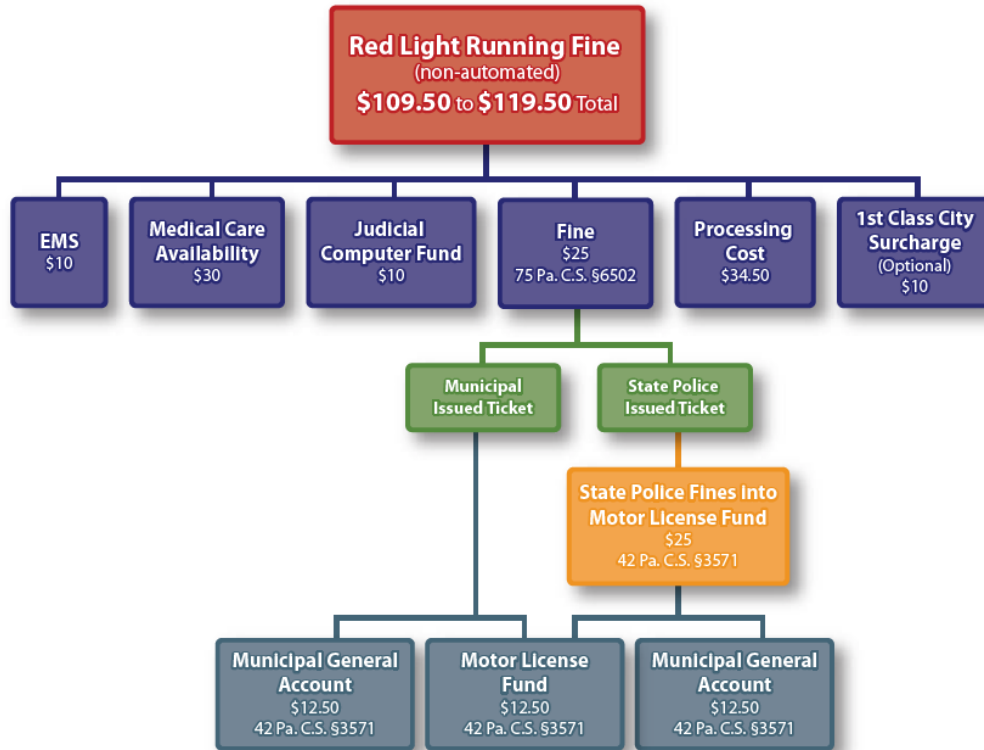 Red Light Running Fine
(non-automated)
$109.50 to $119.50 Total
EMS
$10
Medical Care
Availability
$30
Judicial
Computer Fund
$10
Fine
$25
75 Pa. C.S. §6502
Processing
Cost
$34.50
1st Class City
Surcharge
(Optional)
$10
Municipal
Issued Ticket
State Police
Issued Ticket
State Police Fines into
Motor License Fund
$25
42 Pa. C.S. §3571
Municipal General
Account
$12.50
42 Pa. C.S. §3571
Motor License
Fund
$12.50
42 Pa. C.S. §3571
Municipal General
Account
$12.50
42 Pa. C.S. §3571